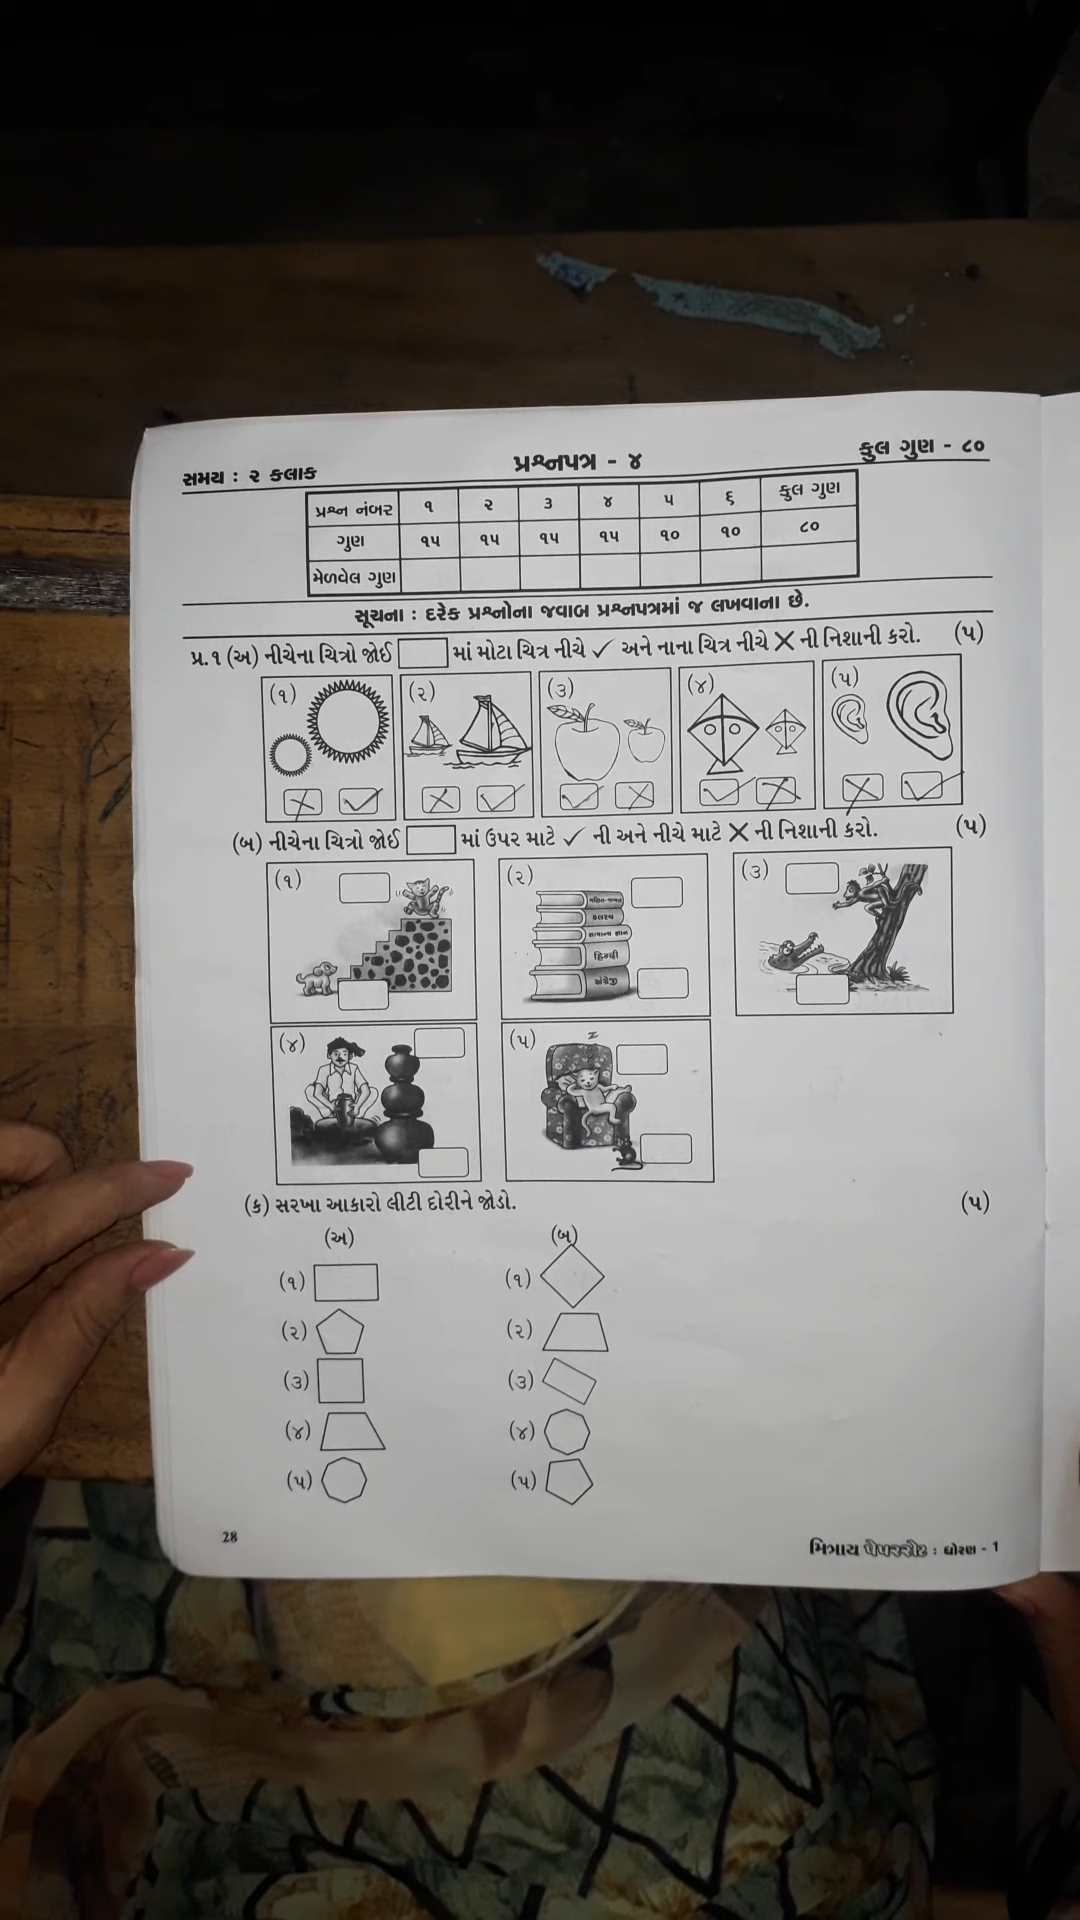 સમય : ૨ કલાક પ્રશ્નપત્ર - ૪ કુલ ગુણ - ૮૦
પ્રશ્ન નંબર ૧ ૨ ૩ ૪ ૫ ૬ કુલ ગુણ
ગુણ ૧૫ ૧૫ ૧૫ ૧૫ ૧૦ ૧૦ ૮૦
મેળવેલ ગુણ
સૂચના : દરેક પ્રશ્નોના જવાબ પ્રશ્નપત્રમાં જ લખવાના છે.
પ્ર.૧ (અ) નીચેના ચિત્રો જોઈ માં મોટા ચિત્ર નીચે ✓ અને નાના ચિત્ર નીચે ✗ ની નિશાની કરો. (૫)
(૧) (૨) (૩) (૪) (૫)
✗ ✓ ✗ ✓ ✓ ✗ ✓ ✗ ✗ ✓
(બ) નીચેના ચિત્રો જોઈ માં ઉપર માટે ✓ ની અને નીચે માટે ✗ ની નિશાની કરો. (૫)
(૧) (૨) (૩)
કલરવ
સામાન્ય જ્ઞાન
હિન્દી
અંગ્રેજી
(૪) (૫)
z
(ક) સરખા આકારો લીટી દોરીને જોડો. (૫)
(અ) (બ)
(૧) (૧)
(૨) (૨)
(૩) (૩)
(૪) (૪)
(૫) (૫)
28 મિત્રાય પેપરસેટ : ધોરણ - 1